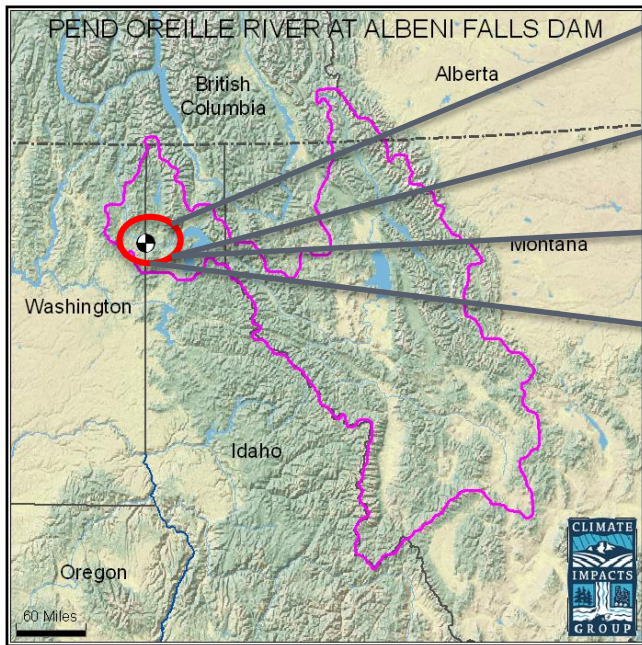 PEND OREILLE RIVER AT ALBENI FALLS DAM
Alberta
British
Columbia
Montana
Washington
Idaho
Oregon
60 Miles
CLIMATE
IMPACTS
GROUP